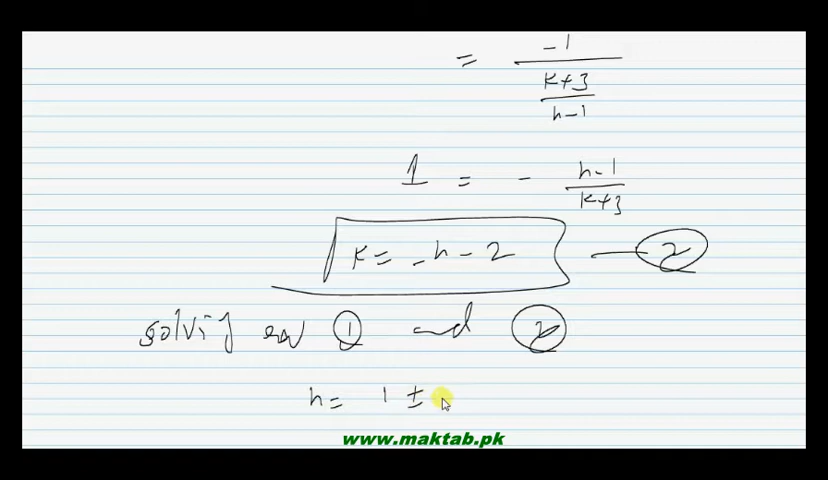 = -1 / ((k+3)/(h-1))
1 = - (h-1)/(k+3)
k = -h - 2 — ②
solving eq ① and ②
h = 1 ±
www.maktab.pk